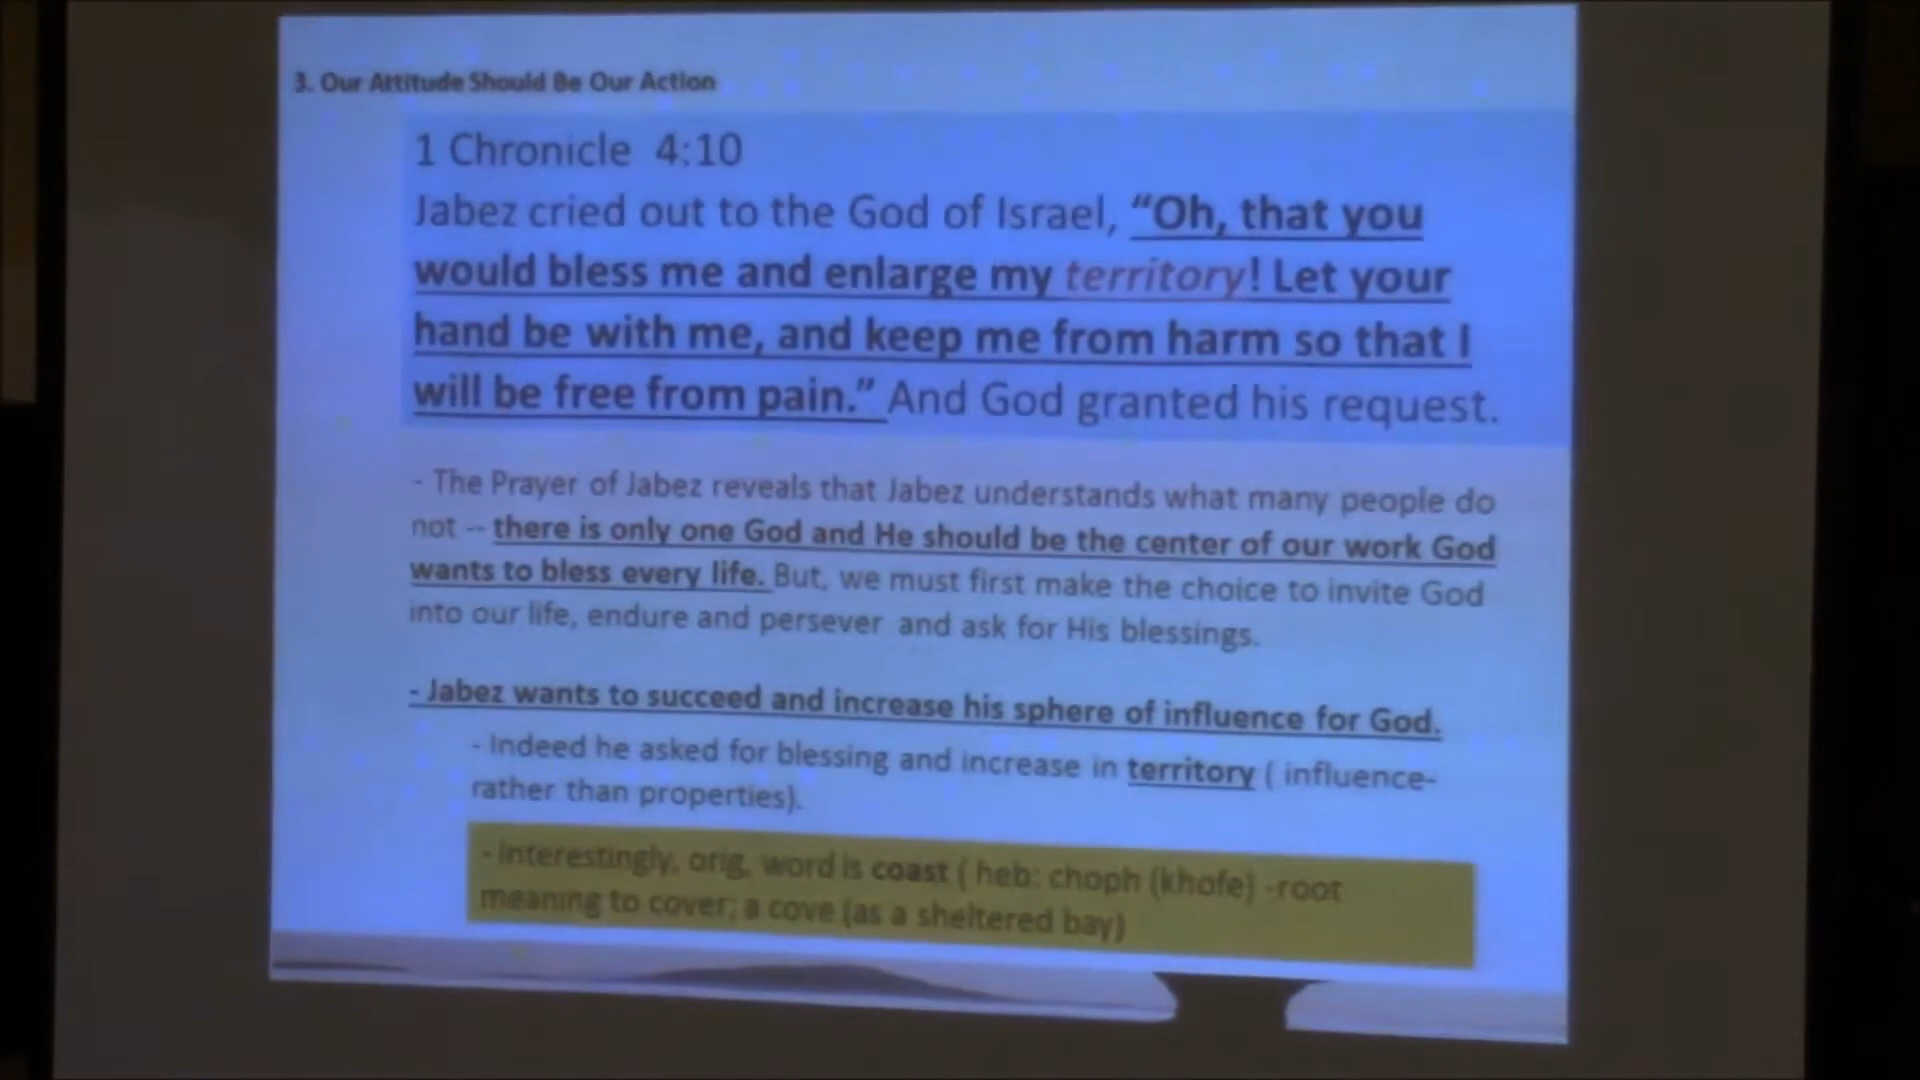 3. Our Attitude Should Be Our Action
1 Chronicle 4:10
Jabez cried out to the God of Israel, “Oh, that you
would bless me and enlarge my territory! Let your
hand be with me, and keep me from harm so that I
will be free from pain.” And God granted his request.
- The Prayer of Jabez reveals that Jabez understands what many people do
not -- there is only one God and He should be the center of our work God
wants to bless every life. But, we must first make the choice to invite God
into our life, endure and persever and ask for His blessings.
- Jabez wants to succeed and increase his sphere of influence for God.
- Indeed he asked for blessing and increase in territory ( influence-
rather than properties).
- interestingly, orig, word is coast ( heb: choph (khofe) -root
meaning to cover; a cove (as a sheltered bay)